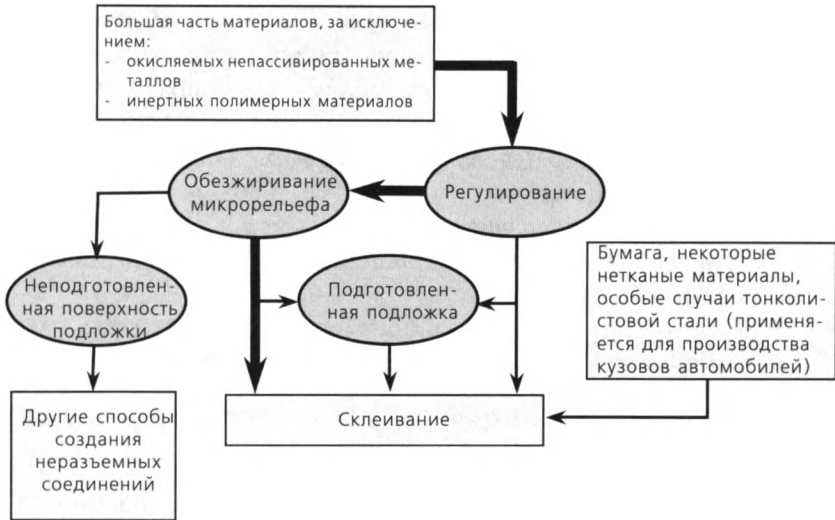 Большая часть материалов, за исключе-
нием:
- окисляемых непассивированных ме-
таллов
- инертных полимерных материалов
Обезжиривание
микрорельефа
Регулирование
Неподготовлен-
ная поверхность
подложки
Подготовлен-
ная подложка
Бумага, некоторые
нетканые материалы,
особые случаи тонколи-
стовой стали (применя-
ется для производства
кузовов автомобилей)
Другие способы
создания
неразъемных
соединений
Склеивание